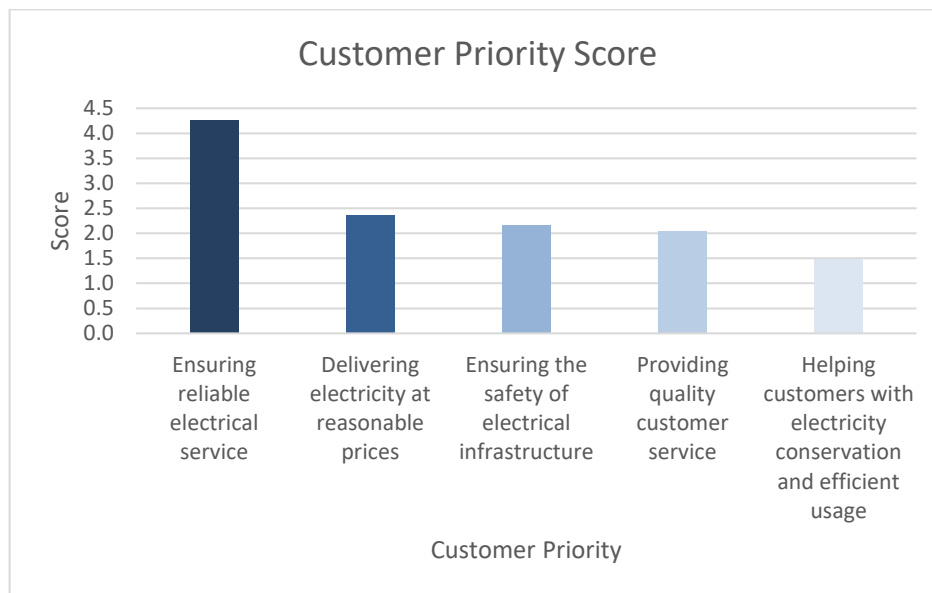 Customer Priority Score
4.5
4.0
3.5
3.0
2.5
2.0
1.5
1.0
0.5
0.0
Score
Ensuring
reliable
electrical
service
Delivering
electricity at
reasonable
prices
Ensuring the
safety of
electrical
infrastructure
Providing
quality
customer
service
Helping
customers with
electricity
conservation
and efficient
usage
Customer Priority